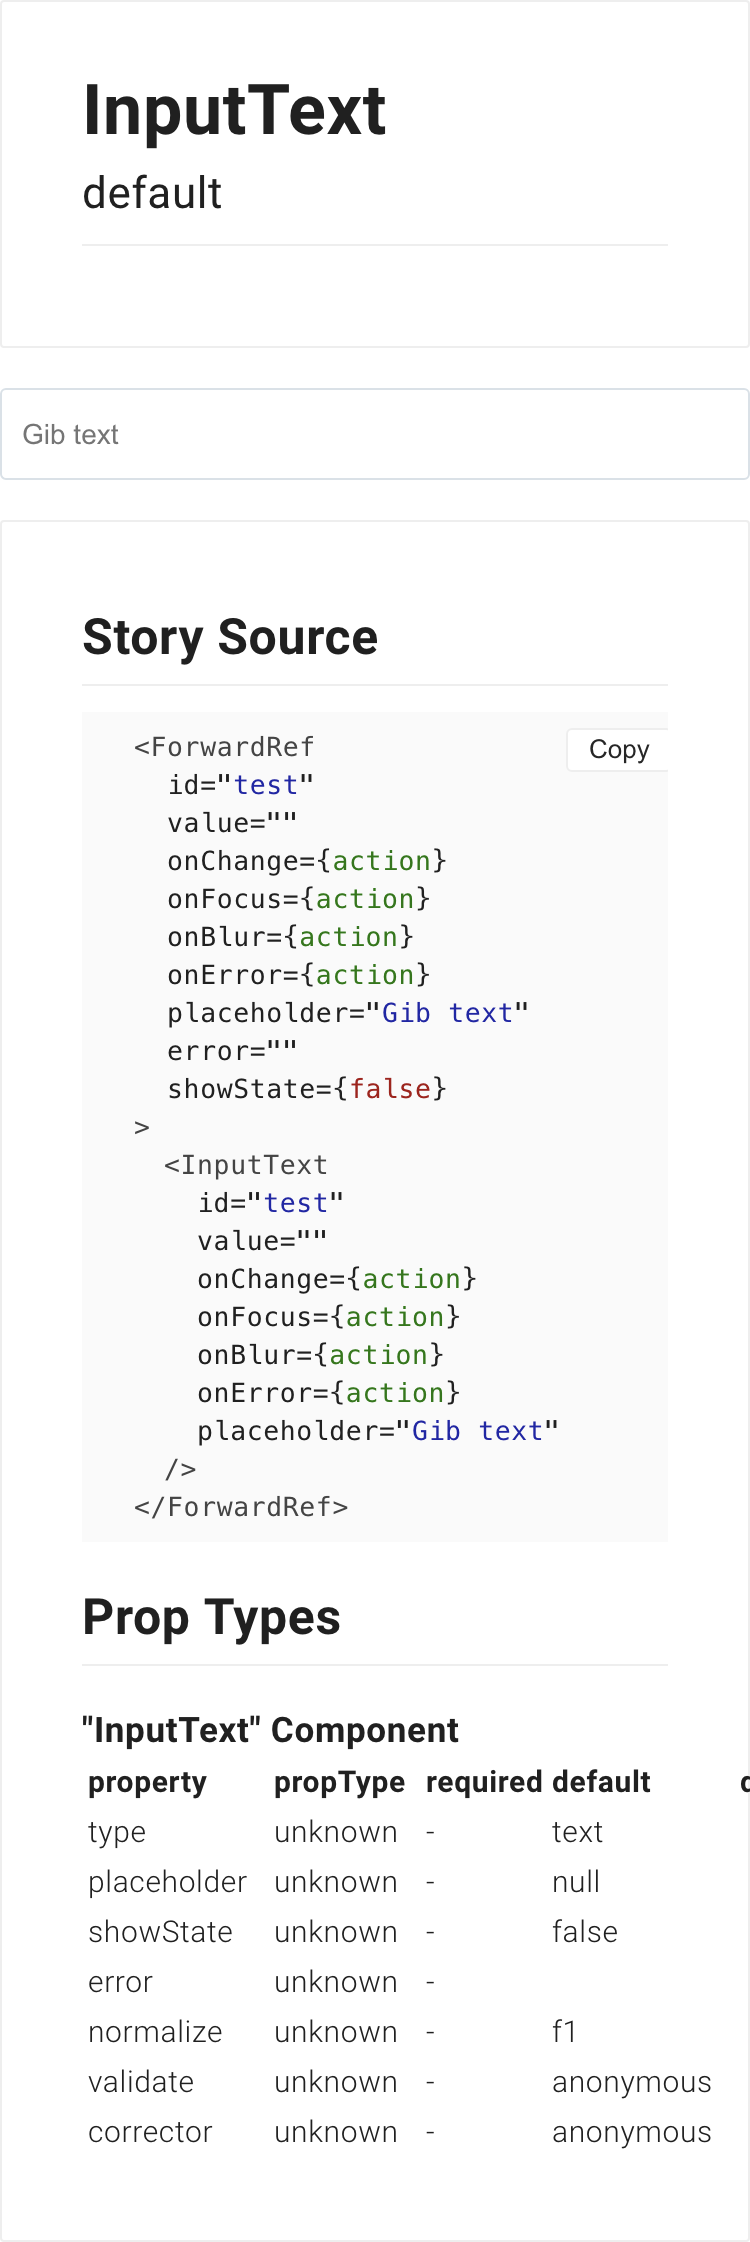 InputText
default
Gib text
Story Source
<ForwardRef
Copy
id="test"
value=""
onChange={action}
onFocus={action}
onBlur={action}
onError={action}
placeholder="Gib text"
error=""
showState={false}
>
<InputText
id="test"
value=""
onChange={action}
onFocus={action}
onBlur={action}
onError={action}
placeholder="Gib text"
/>
</ForwardRef>
Prop Types
"InputText" Component
property propType required default
type unknown - text
placeholder unknown - null
showState unknown - false
error unknown -
normalize unknown - f1
validate unknown - anonymous
corrector unknown - anonymous